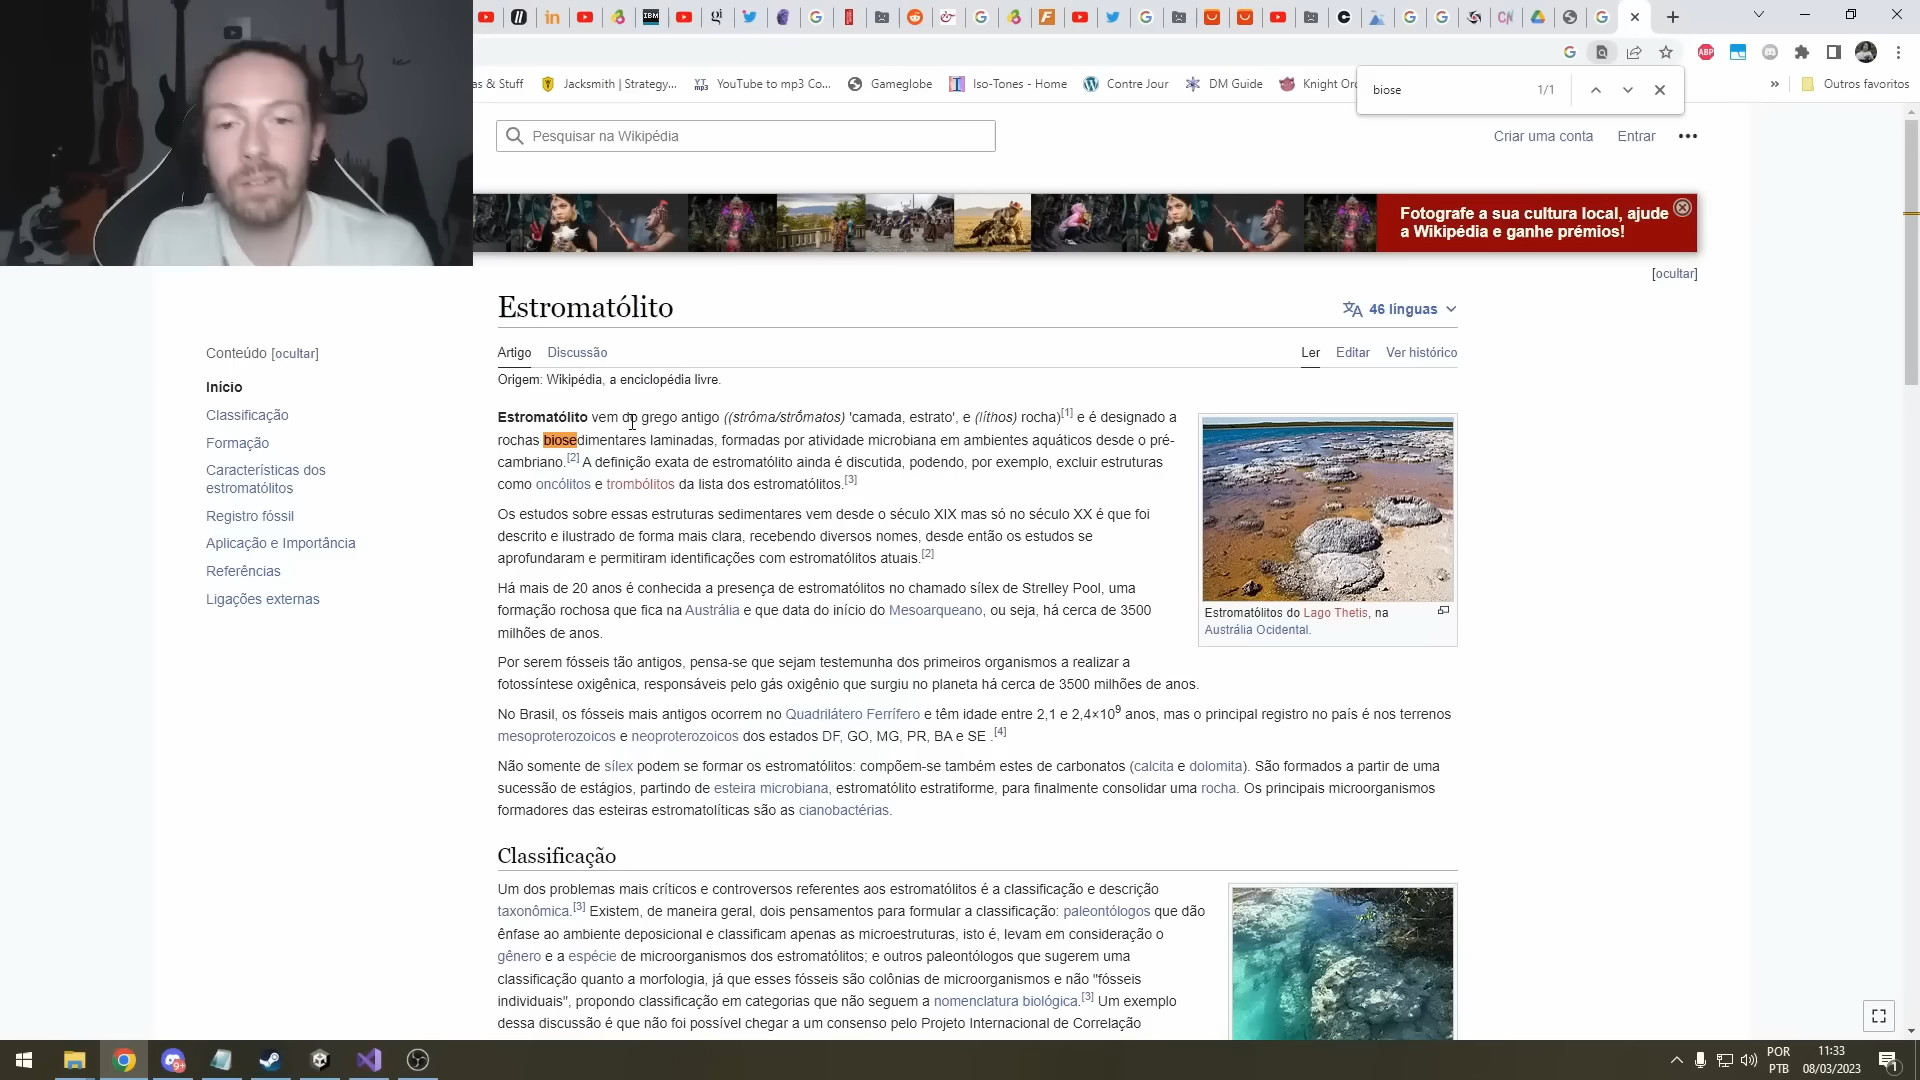 as & Stuff
Jacksmith | Strategy...
YouTube to mp3 Co...
Gameglobe
Iso-Tones - Home
Contre Jour
DM Guide
Knight Or
»
Outros favoritos
biose
1/1
Pesquisar na Wikipédia
Criar uma conta
Entrar
Fotografe a sua cultura local, ajude
a Wikipédia e ganhe prémios!
[ocultar]
Estromatólito
46 línguas
Artigo
Discussão
Ler
Editar
Ver histórico
Origem: Wikipédia, a enciclopédia livre.
Conteúdo [ocultar]
Início
Classificação
Formação
Características dos
estromatólitos
Registro fóssil
Aplicação e Importância
Referências
Ligações externas
Estromatólito vem do grego antigo ((strôma/strṓmatos) 'camada, estrato', e (líthos) rocha)[1] e é designado a
rochas biosedimentares laminadas, formadas por atividade microbiana em ambientes aquáticos desde o pré-
cambriano.[2] A definição exata de estromatólito ainda é discutida, podendo, por exemplo, excluir estruturas
como oncólitos e trombólitos da lista dos estromatólitos.[3]
Os estudos sobre essas estruturas sedimentares vem desde o século XIX mas só no século XX é que foi
descrito e ilustrado de forma mais clara, recebendo diversos nomes, desde então os estudos se
aprofundaram e permitiram identificações com estromatólitos atuais.[2]
Há mais de 20 anos é conhecida a presença de estromatólitos no chamado sílex de Strelley Pool, uma
formação rochosa que fica na Austrália e que data do início do Mesoarqueano, ou seja, há cerca de 3500
milhões de anos.
Estromatólitos do Lago Thetis, na
Austrália Ocidental.
Por serem fósseis tão antigos, pensa-se que sejam testemunha dos primeiros organismos a realizar a
fotossíntese oxigênica, responsáveis pelo gás oxigênio que surgiu no planeta há cerca de 3500 milhões de anos.
No Brasil, os fósseis mais antigos ocorrem no Quadrilátero Ferrífero e têm idade entre 2,1 e 2,4×10⁹ anos, mas o principal registro no país é nos terrenos
mesoproterozoicos e neoproterozoicos dos estados DF, GO, MG, PR, BA e SE .[4]
Não somente de sílex podem se formar os estromatólitos: compõem-se também estes de carbonatos (calcita e dolomita). São formados a partir de uma
sucessão de estágios, partindo de esteira microbiana, estromatólito estratiforme, para finalmente consolidar uma rocha. Os principais microorganismos
formadores das esteiras estromatolíticas são as cianobactérias.
Classificação
Um dos problemas mais críticos e controversos referentes aos estromatólitos é a classificação e descrição
taxonômica.[3] Existem, de maneira geral, dois pensamentos para formular a classificação: paleontólogos que dão
ênfase ao ambiente deposicional e classificam apenas as microestruturas, isto é, levam em consideração o
gênero e a espécie de microorganismos dos estromatólitos; e outros paleontólogos que sugerem uma
classificação quanto a morfologia, já que esses fósseis são colônias de microorganismos e não "fósseis
individuais", propondo classificação em categorias que não seguem a nomenclatura biológica.[3] Um exemplo
dessa discussão é que não foi possível chegar a um consenso pelo Projeto Internacional de Correlação
POR
PTB
11:33
08/03/2023